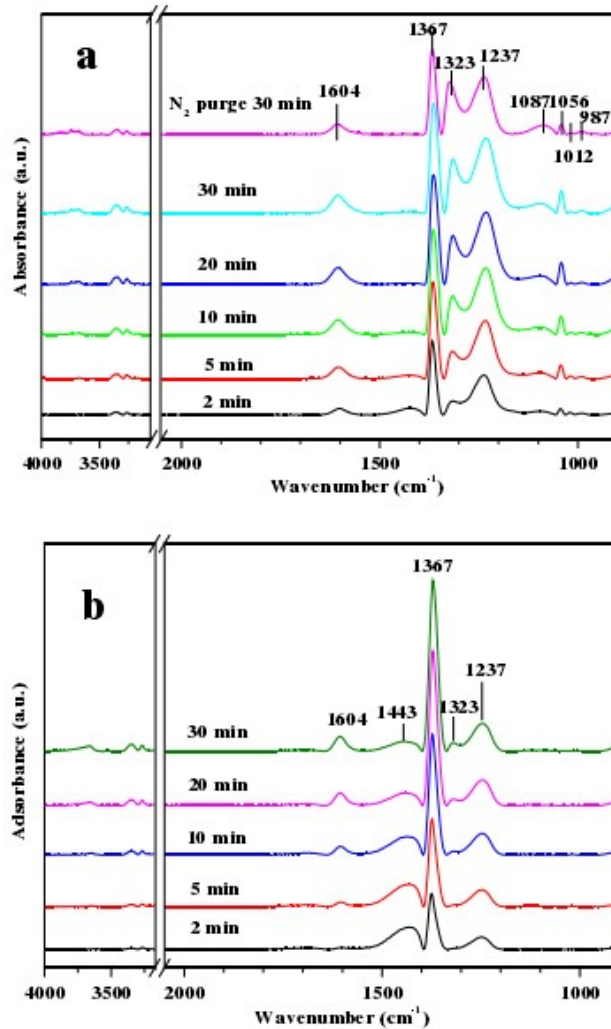 a
1367
1323
1237
1604
N2 purge 30 min
1087
1056
987
1012
30 min
20 min
10 min
5 min
2 min
Absorbance (a.u.)
4000 3500 2000 1500 1000
Wavenumber (cm-1)
b
1367
1237
1604
1443
1323
30 min
20 min
10 min
5 min
2 min
Adsorbance (a.u.)
4000 3500 2000 1500 1000
Wavenumber (cm-1)